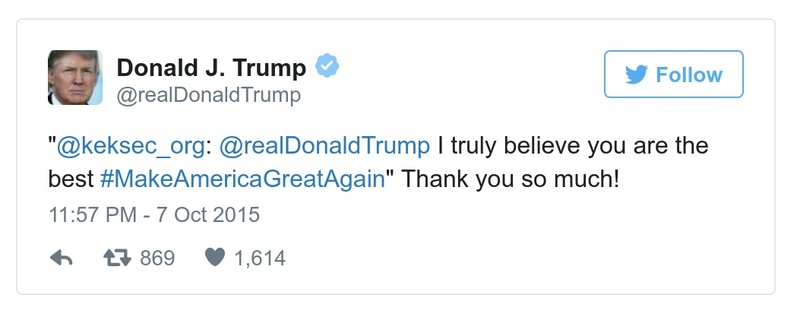 Donald J. Trump
@realDonaldTrump
Follow
"@keksec_org: @realDonaldTrump I truly believe you are the
best #MakeAmericaGreatAgain" Thank you so much!
11:57 PM - 7 Oct 2015
869 1,614